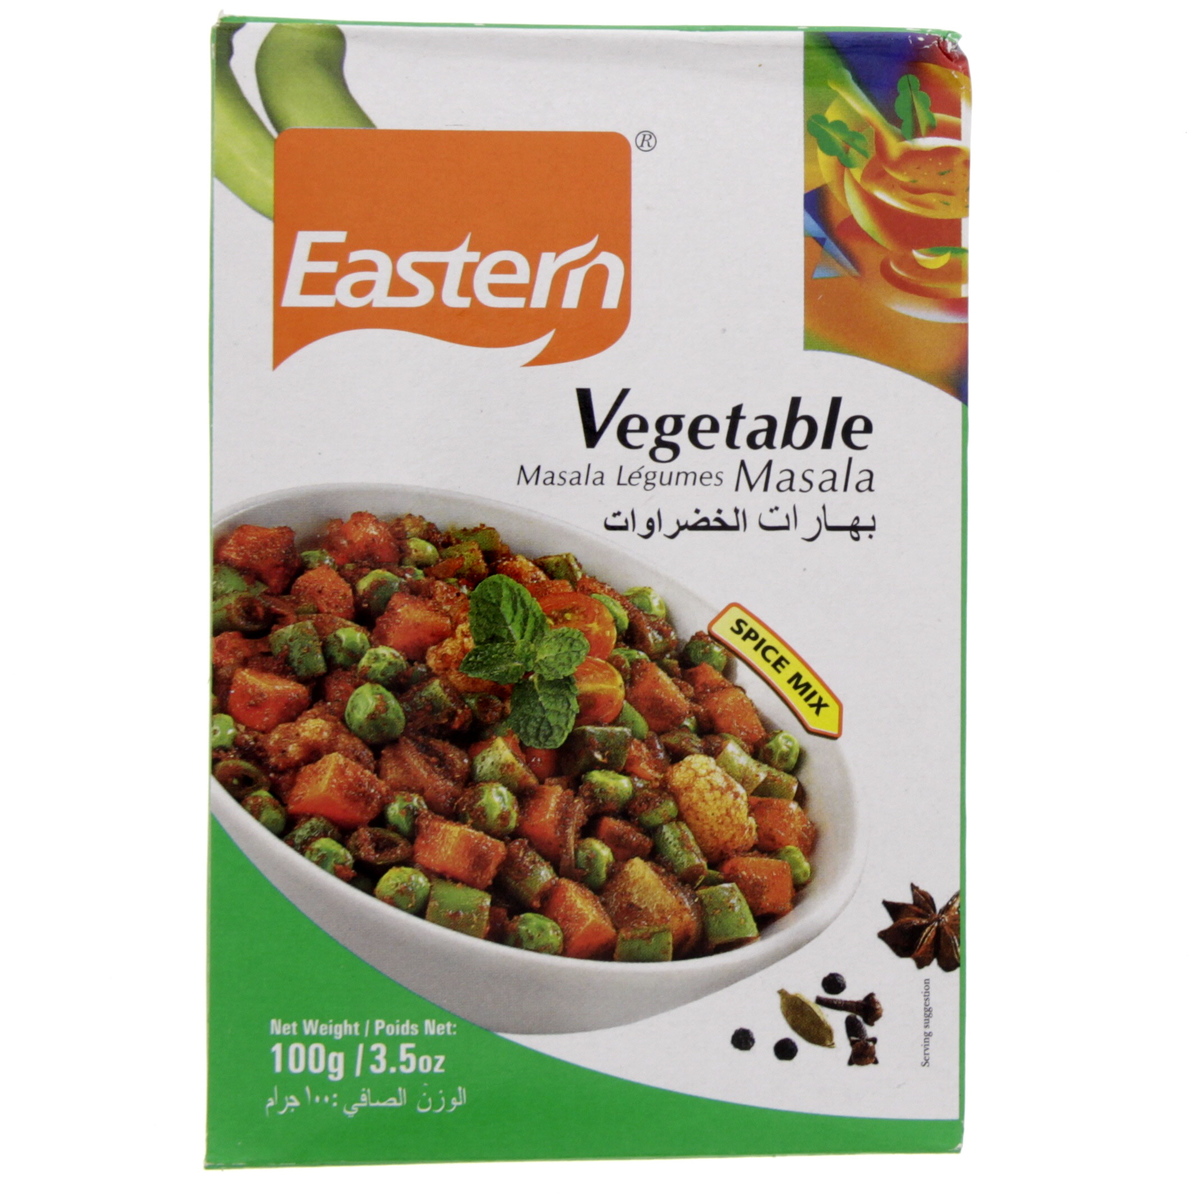 Eastern®
Vegetable
Masala Légumes Masala
بهارات الخضراوات
SPICE MIX
Serving suggestion
Net Weight / Poids Net:
100g / 3.5oz
الوزن الصافي: ١٠٠ جرام